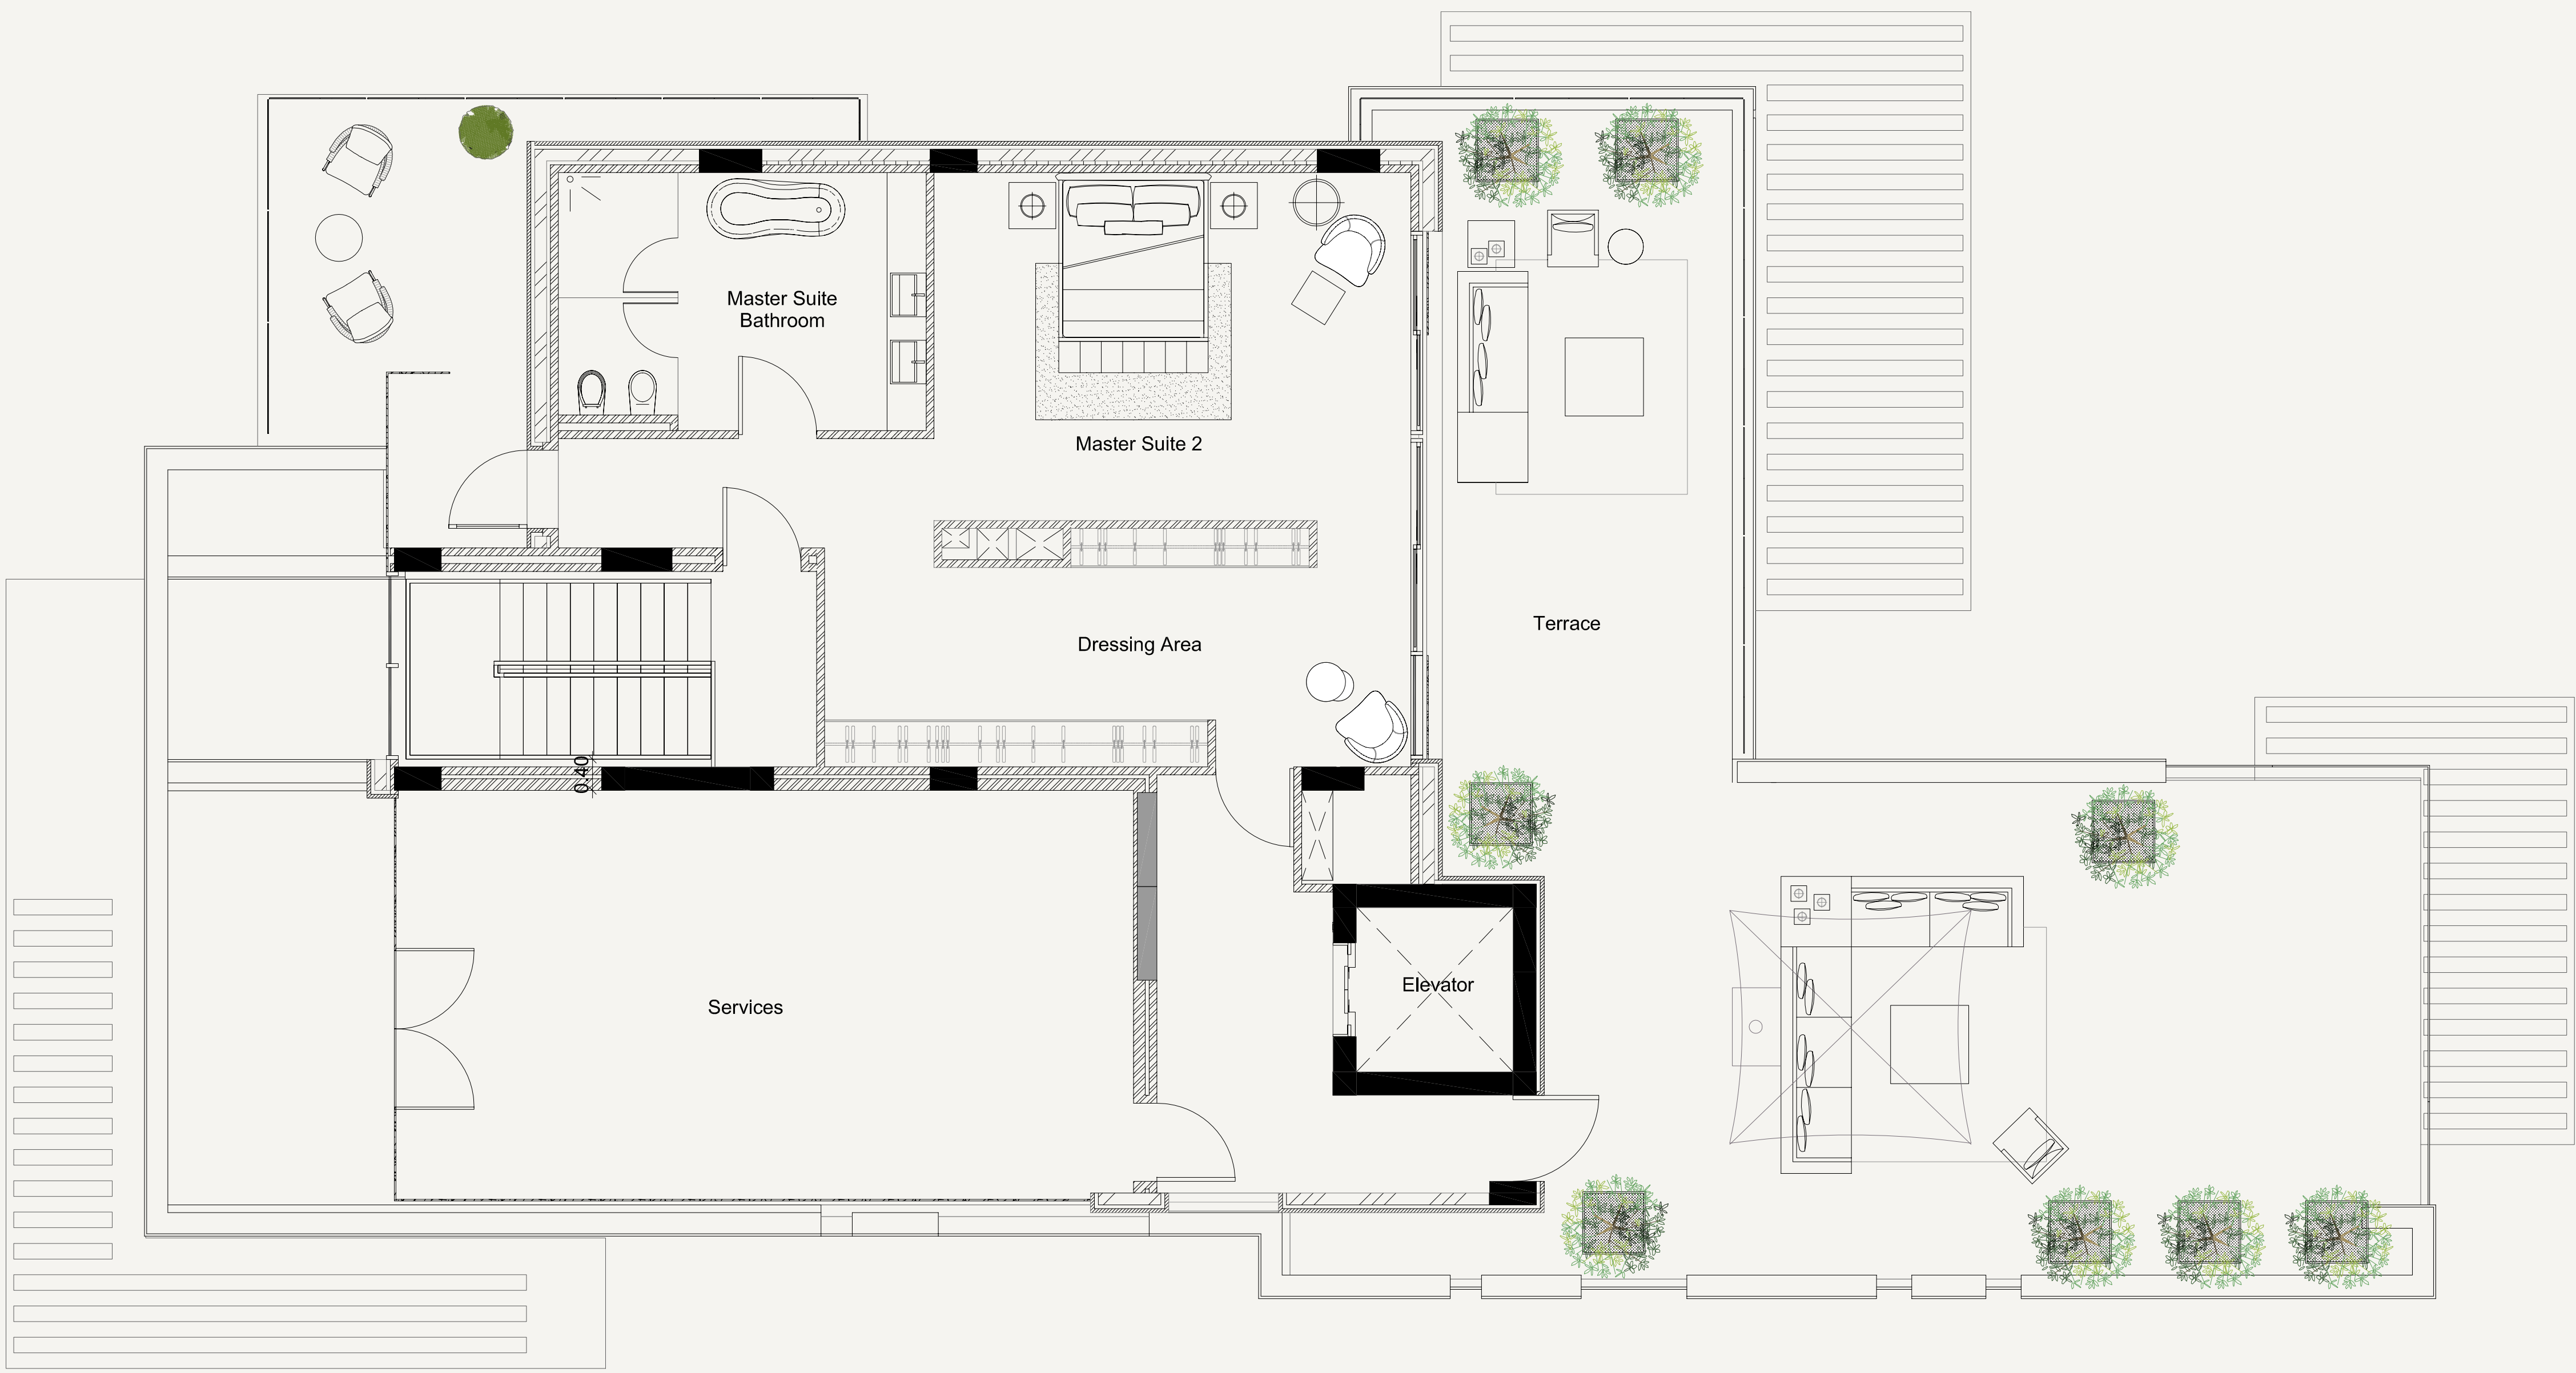 Master Suite
Bathroom
Master Suite 2
Terrace
Dressing Area
0.40
Elevator
Services